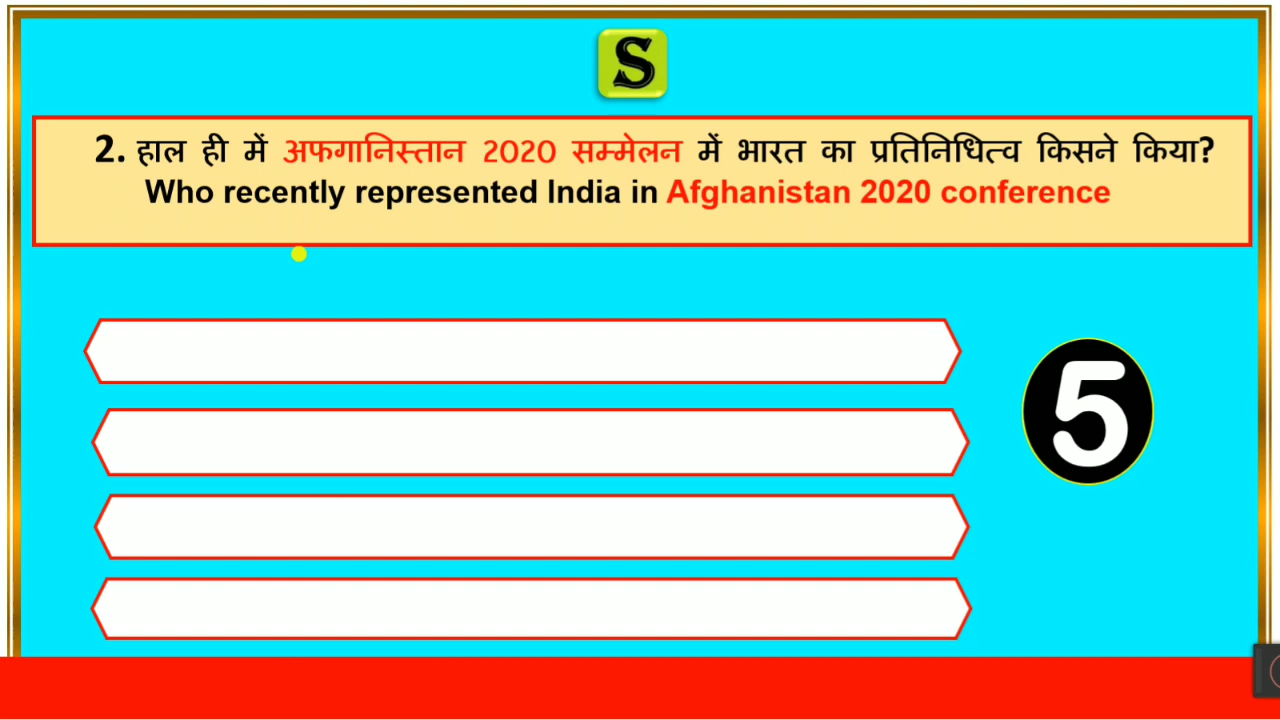 S
2. हाल ही में अफगानिस्तान 2020 सम्मेलन में भारत का प्रतिनिधित्व किसने किया?
Who recently represented India in Afghanistan 2020 conference
5